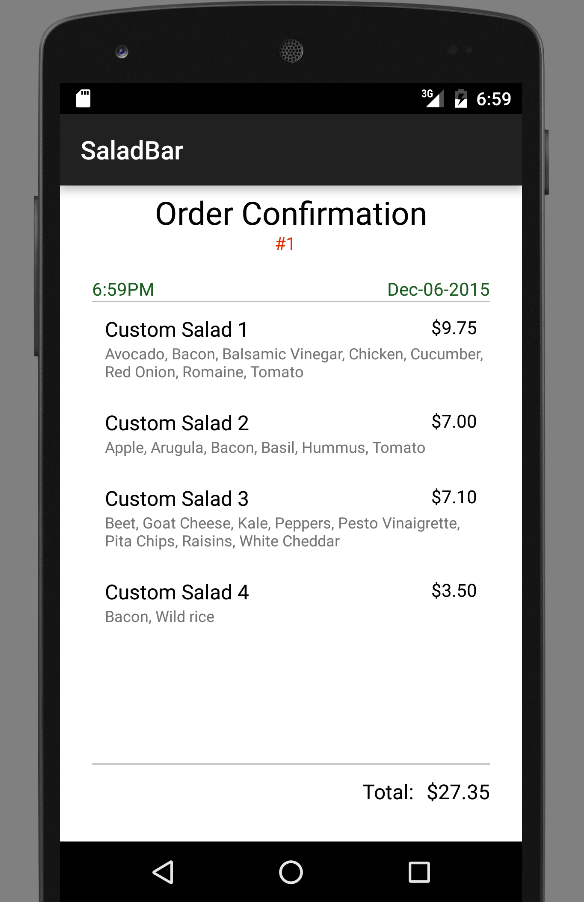 3G 6:59
SaladBar
Order Confirmation
#1
6:59PM Dec-06-2015
Custom Salad 1 $9.75
Avocado, Bacon, Balsamic Vinegar, Chicken, Cucumber,
Red Onion, Romaine, Tomato
Custom Salad 2 $7.00
Apple, Arugula, Bacon, Basil, Hummus, Tomato
Custom Salad 3 $7.10
Beet, Goat Cheese, Kale, Peppers, Pesto Vinaigrette,
Pita Chips, Raisins, White Cheddar
Custom Salad 4 $3.50
Bacon, Wild rice
Total: $27.35